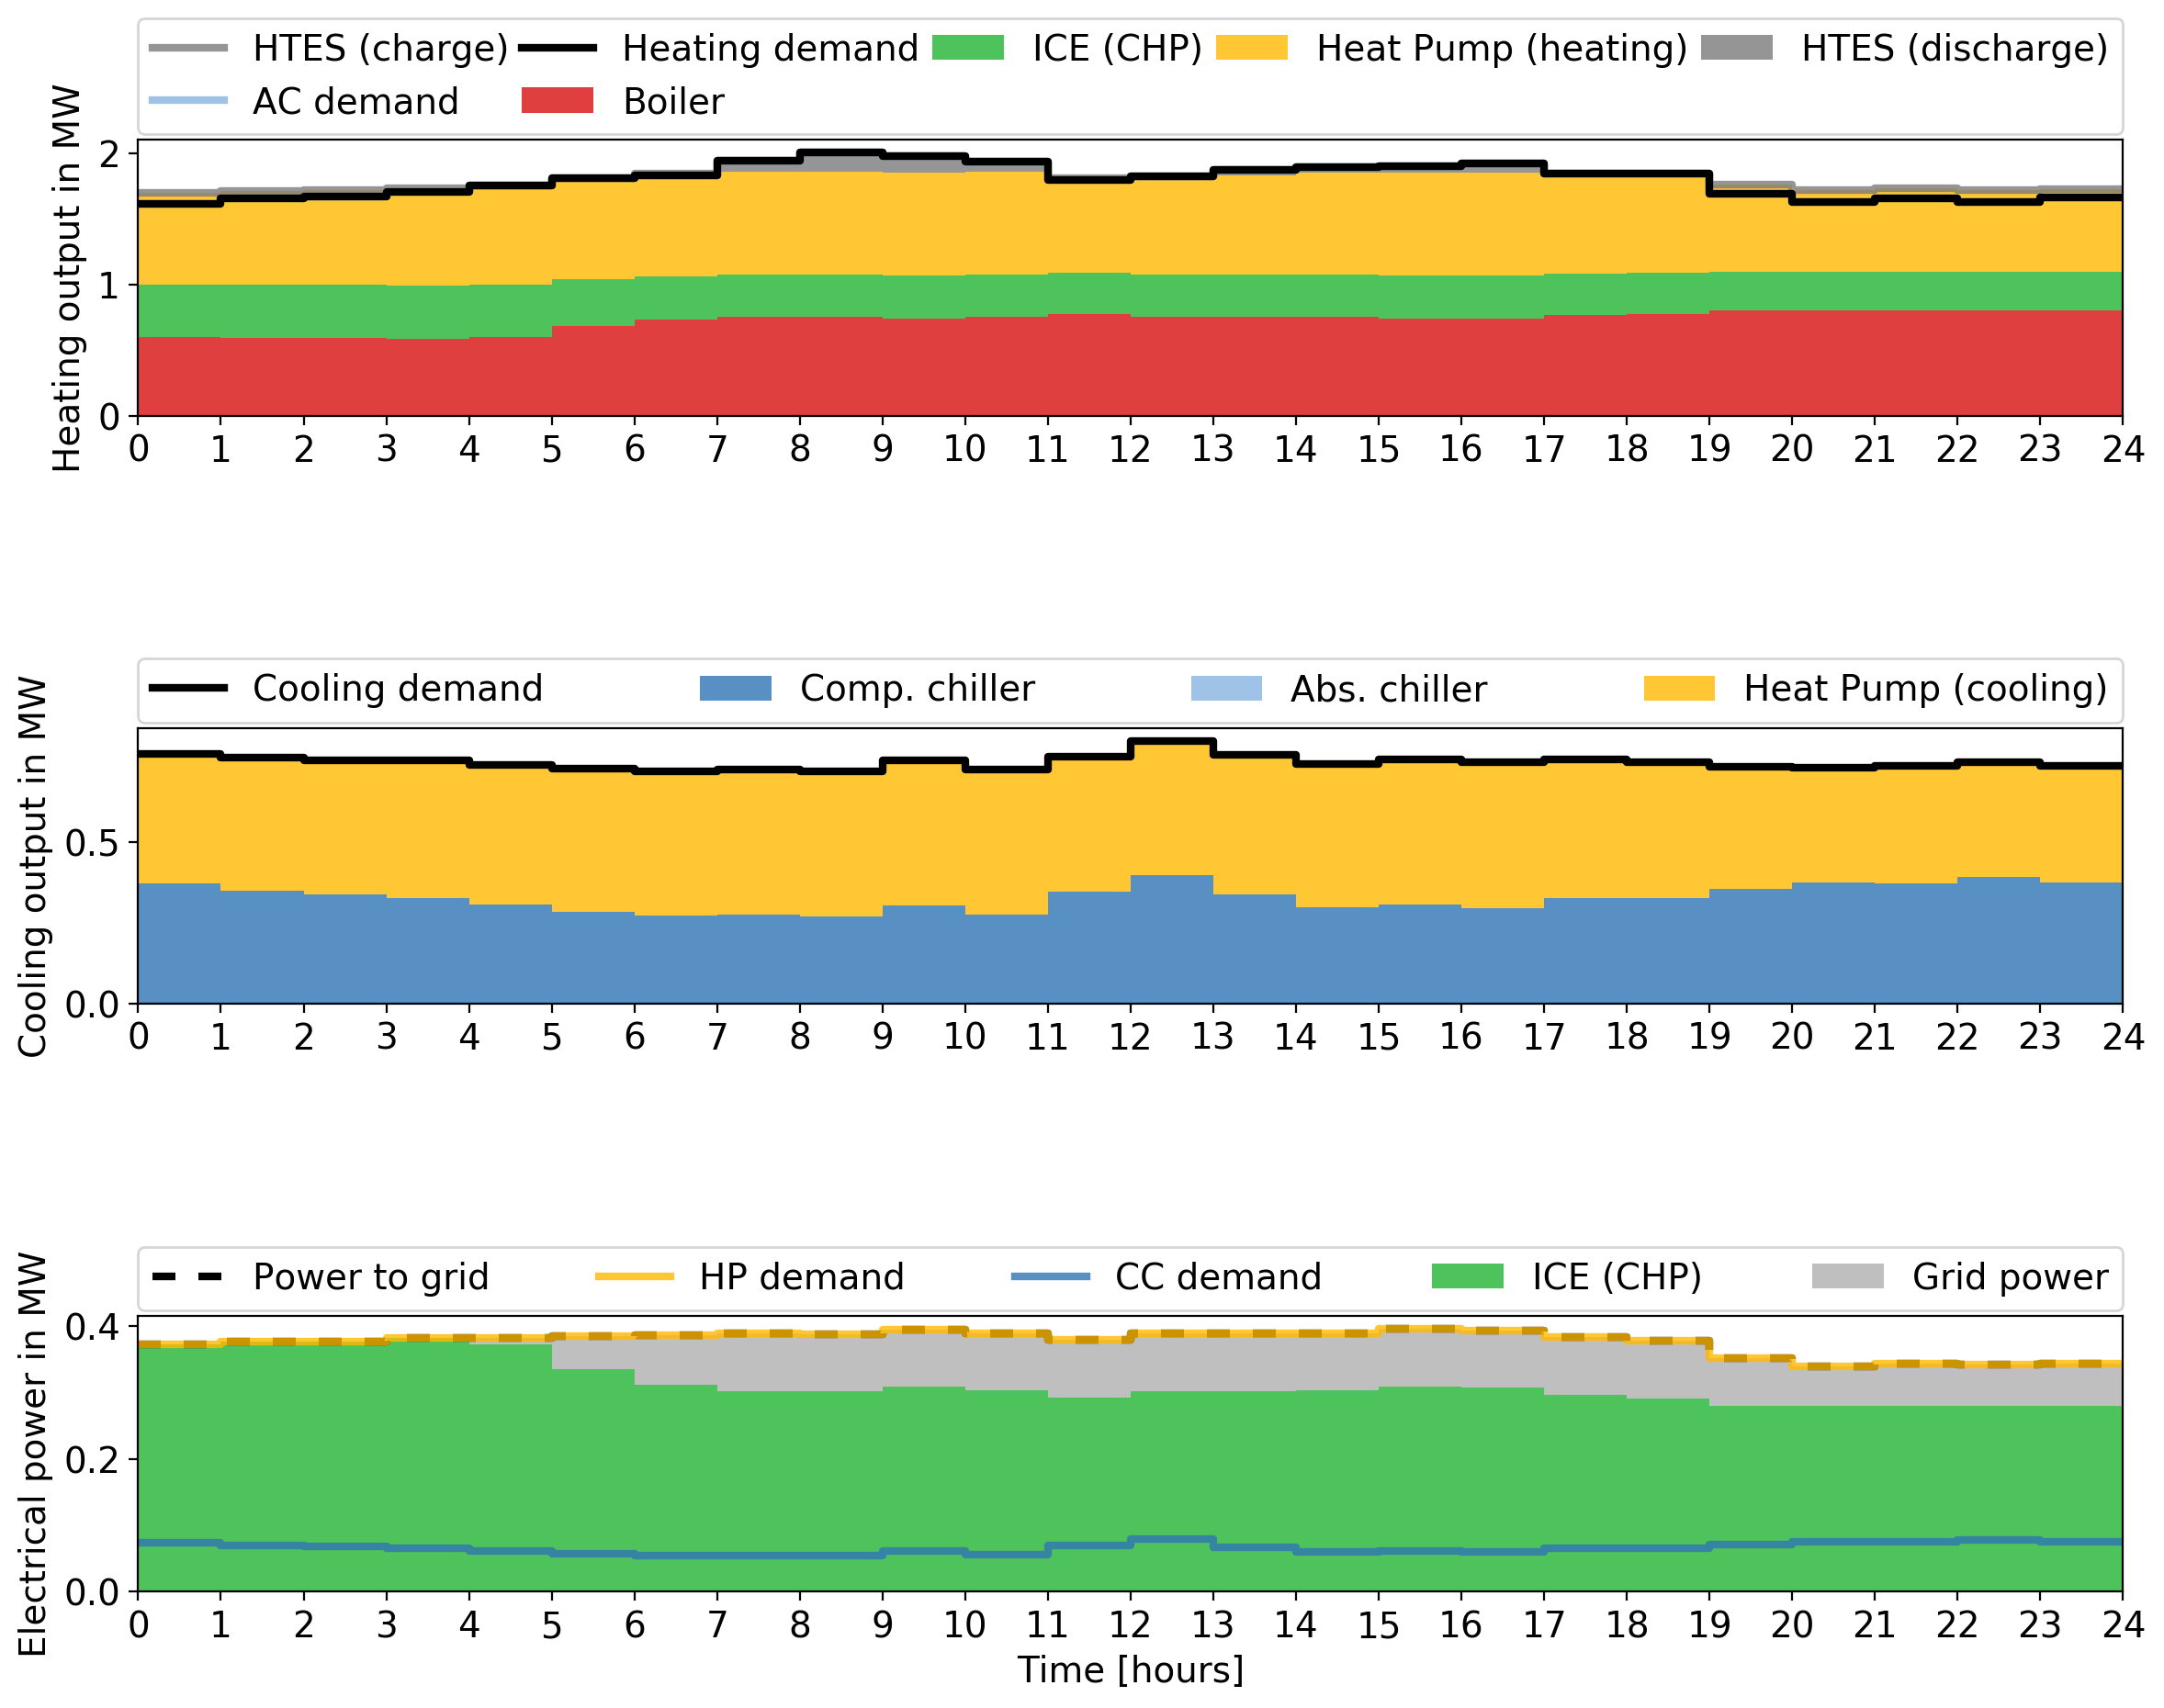 HTES (charge) Heating demand ICE (CHP) Heat Pump (heating) HTES (discharge)
AC demand Boiler
Heating output in MW
2
1
0
0 1 2 3 4 5 6 7 8 9 10 11 12 13 14 15 16 17 18 19 20 21 22 23 24
Cooling demand Comp. chiller Abs. chiller Heat Pump (cooling)
Cooling output in MW
0.5
0.0
0 1 2 3 4 5 6 7 8 9 10 11 12 13 14 15 16 17 18 19 20 21 22 23 24
Power to grid HP demand CC demand ICE (CHP) Grid power
Electrical power in MW
0.4
0.2
0.0
0 1 2 3 4 5 6 7 8 9 10 11 12 13 14 15 16 17 18 19 20 21 22 23 24
Time [hours]